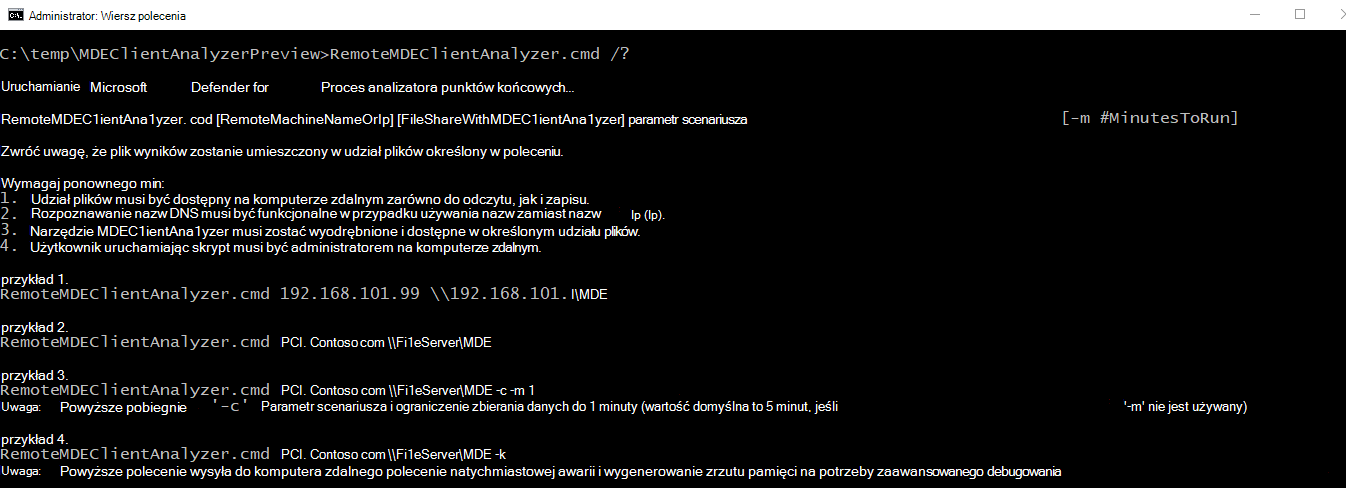 Administrator: Wiersz polecenia
C:\temp\MDEClientAnalyzerPreview>RemoteMDEClientAnalyzer.cmd /?
Uruchamianie Microsoft Defender for Proces analizatora punktów końcowych...
RemoteMDEC1ientAna1yzer. cod [RemoteMachineNameOrIp] [FileShareWithMDEC1ientAna1yzer] parametr scenariusza [-m #MinutesToRun]
Zwróć uwagę, że plik wyników zostanie umieszczony w udział plików określony w poleceniu.
Wymagaj ponownego min:
1. Udział plików musi być dostępny na komputerze zdalnym zarówno do odczytu, jak i zapisu.
2. Rozpoznawanie nazw DNS musi być funkcjonalne w przypadku używania nazw zamiast nazw Ip (Ip).
3. Narzędzie MDEC1ientAna1yzer musi zostać wyodrębnione i dostępne w określonym udziału plików.
4. Użytkownik uruchamiając skrypt musi być administratorem na komputerze zdalnym.
przykład 1.
RemoteMDEClientAnalyzer.cmd 192.168.101.99 \\192.168.101.I\MDE
przykład 2.
RemoteMDEClientAnalyzer.cmd PCI. Contoso com \\Fi1eServer\MDE
przykład 3.
RemoteMDEClientAnalyzer.cmd PCI. Contoso com \\Fi1eServer\MDE -c -m 1
Uwaga: Powyższe pobiegnie '-c' Parametr scenariusza i ograniczenie zbierania danych do 1 minuty (wartość domyślna to 5 minut, jeśli '-m' nie jest używany)
przykład 4.
RemoteMDEClientAnalyzer.cmd PCI. Contoso com \\Fi1eServer\MDE -k
Uwaga: Powyższe polecenie wysyła do komputera zdalnego polecenie natychmiastowej awarii i wygenerowanie zrzutu pamięci na potrzeby zaawansowanego debugowania